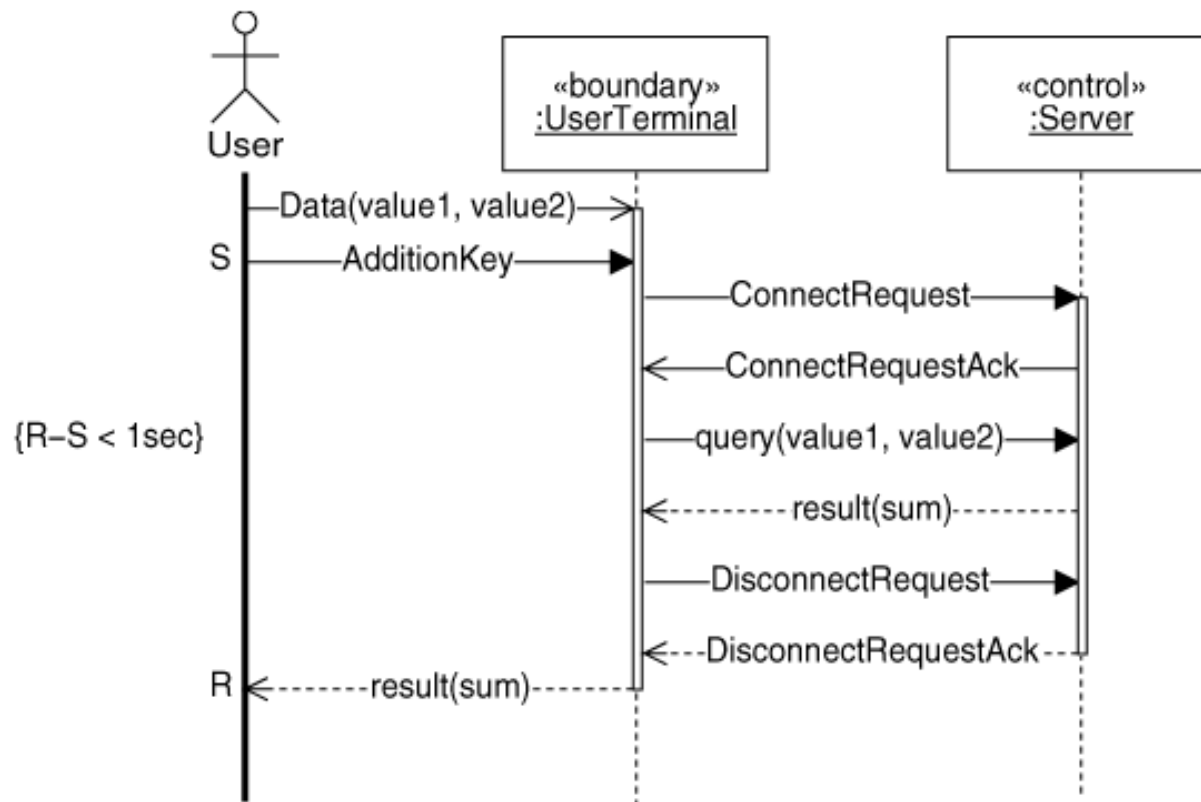 «boundary»
:UserTerminal
«control»
:Server
User
Data(value1, value2)
S
AdditionKey
ConnectRequest
ConnectRequestAck
{R–S < 1sec}
query(value1, value2)
result(sum)
DisconnectRequest
DisconnectRequestAck
R
result(sum)